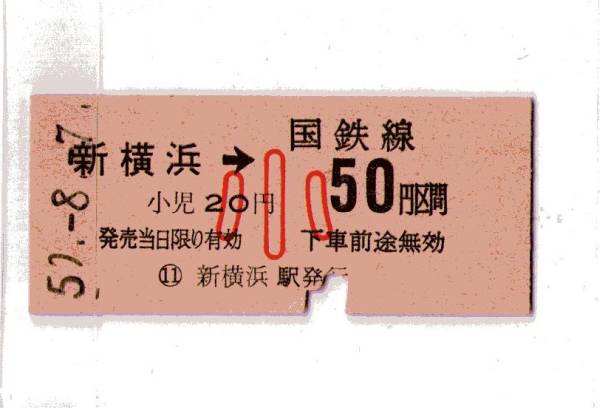 国鉄線
新横浜➔ 50円区間
小児20円
小
発売当日限り有効 下車前途無効
⑪ 新横浜駅発行
-8.-7.